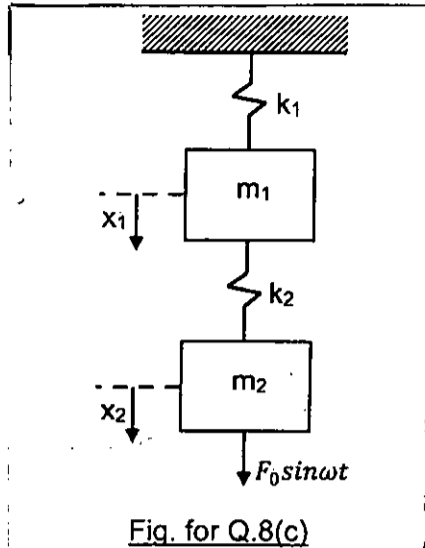 k₁
m₁
x₁
k₂
m₂
x₂
F₀sinωt
Fig. for Q.8(c)